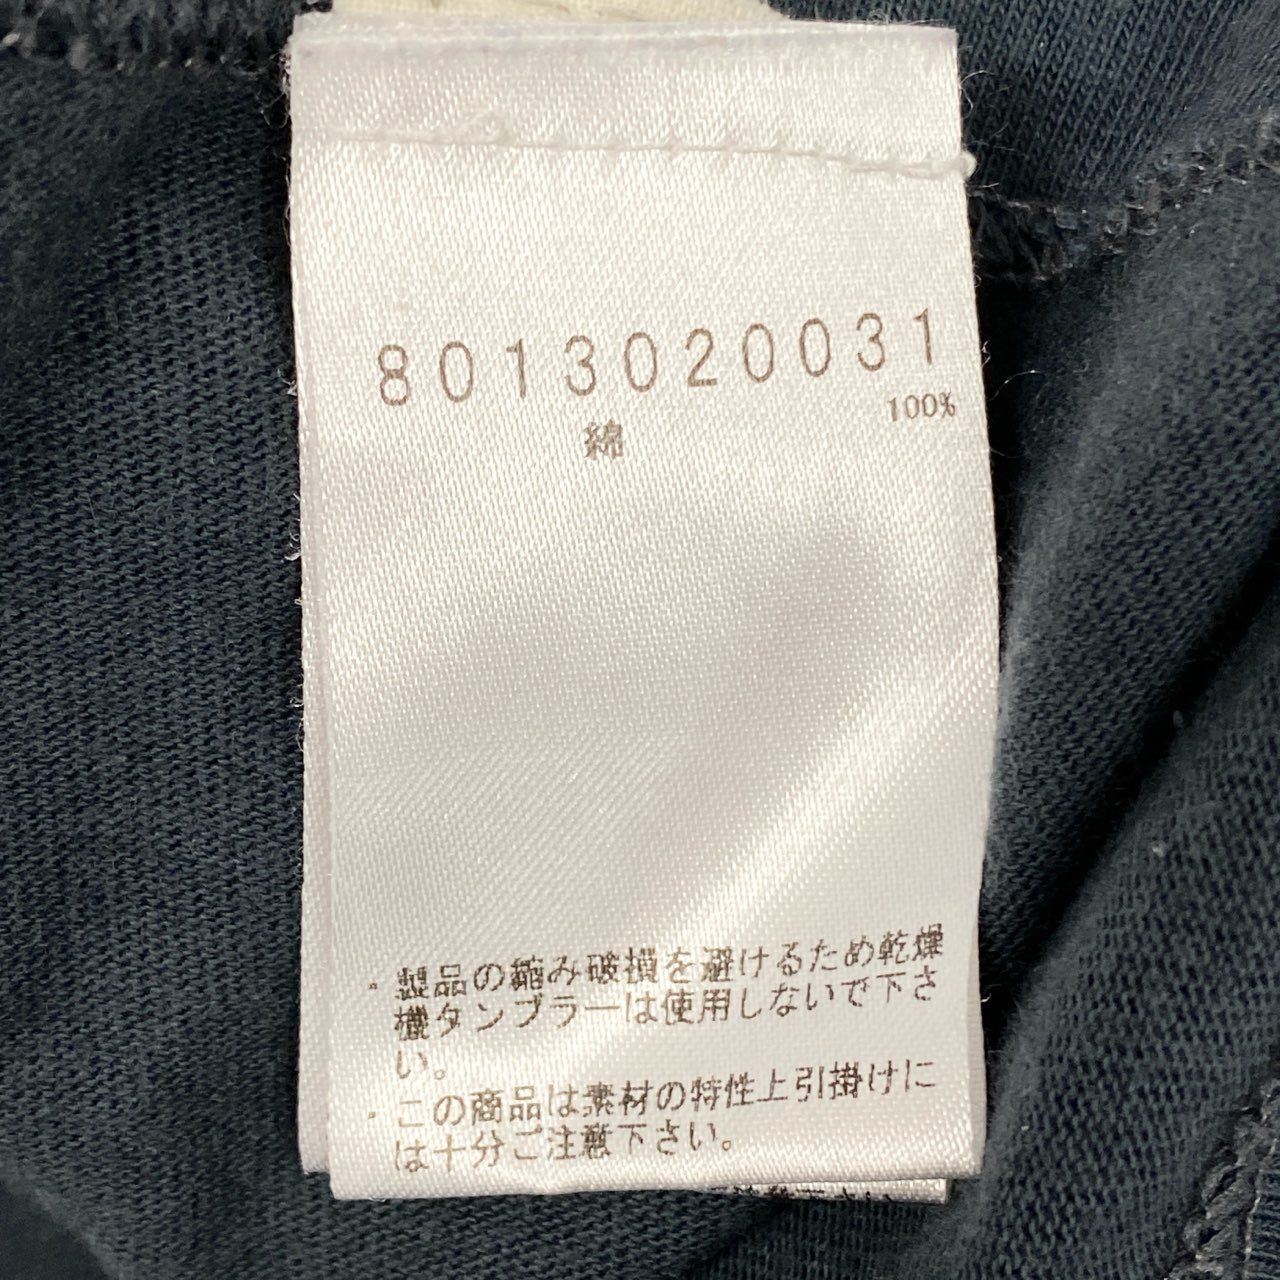 8013020031
綿 100%
・製品の縮み破損を避けるため乾燥
機タンブラーは使用しないで下さ
い。
・この商品は素材の特性上引掛けに
は十分ご注意下さい。